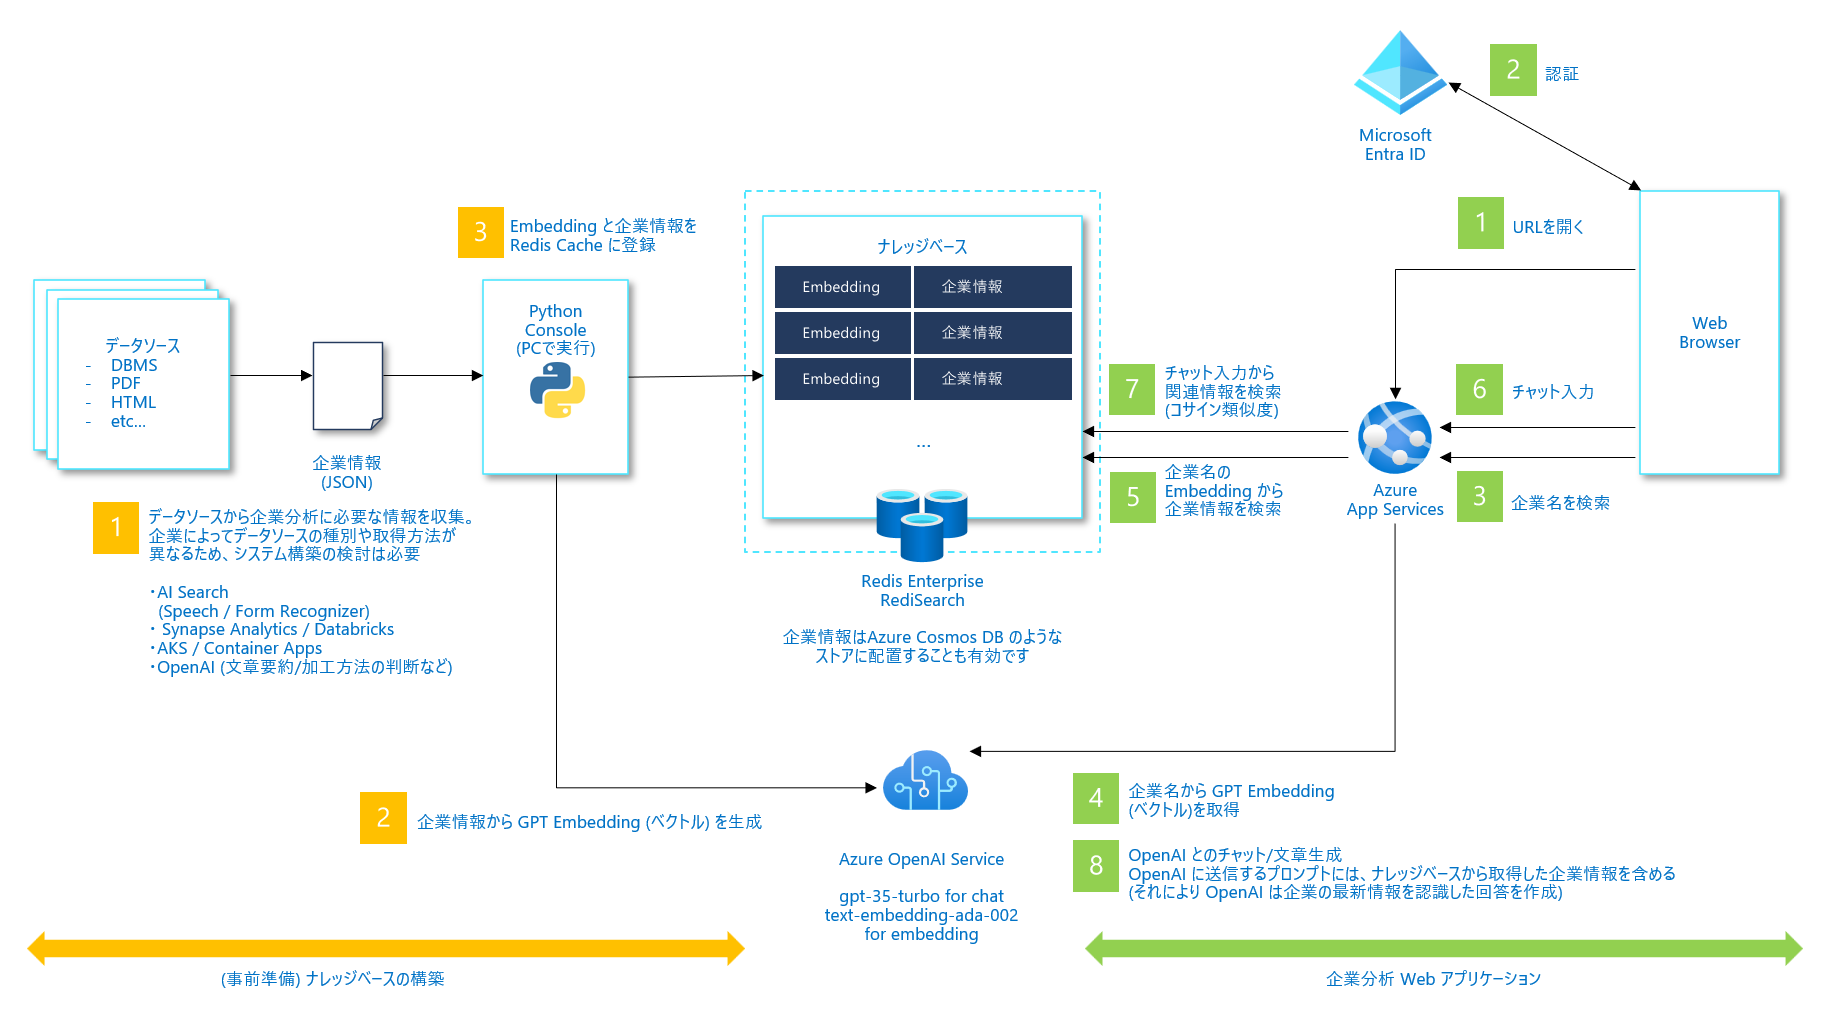 2
認証
Microsoft
Entra ID
1
URLを開く
3
Embedding と企業情報を
Redis Cache に登録
ナレッジベース
Embedding 企業情報
Embedding 企業情報
Embedding 企業情報
...
データソース
- DBMS
- PDF
- HTML
- etc...
企業情報
(JSON)
Python
Console
(PCで実行)
Web
Browser
7
チャット入力から
関連情報を検索
(コサイン類似度)
6
チャット入力
5
企業名の
Embedding から
企業情報を検索
Azure
App Services
3
企業名を検索
1
データソースから企業分析に必要な情報を収集。
企業によってデータソースの種別や取得方法が
異なるため、システム構築の検討は必要
・AI Search
(Speech / Form Recognizer)
・ Synapse Analytics / Databricks
・AKS / Container Apps
・OpenAI (文章要約/加工方法の判断など)
Redis Enterprise
RediSearch
企業情報はAzure Cosmos DB のような
ストアに配置することも有効です
2
企業情報から GPT Embedding (ベクトル) を生成
Azure OpenAI Service
gpt-35-turbo for chat
text-embedding-ada-002
for embedding
4
企業名から GPT Embedding
(ベクトル)を取得
8
OpenAI とのチャット/文章生成
OpenAI に送信するプロンプトには、ナレッジベースから取得した企業情報を含める
(それにより OpenAI は企業の最新情報を認識した回答を作成)
(事前準備) ナレッジベースの構築
企業分析 Web アプリケーション